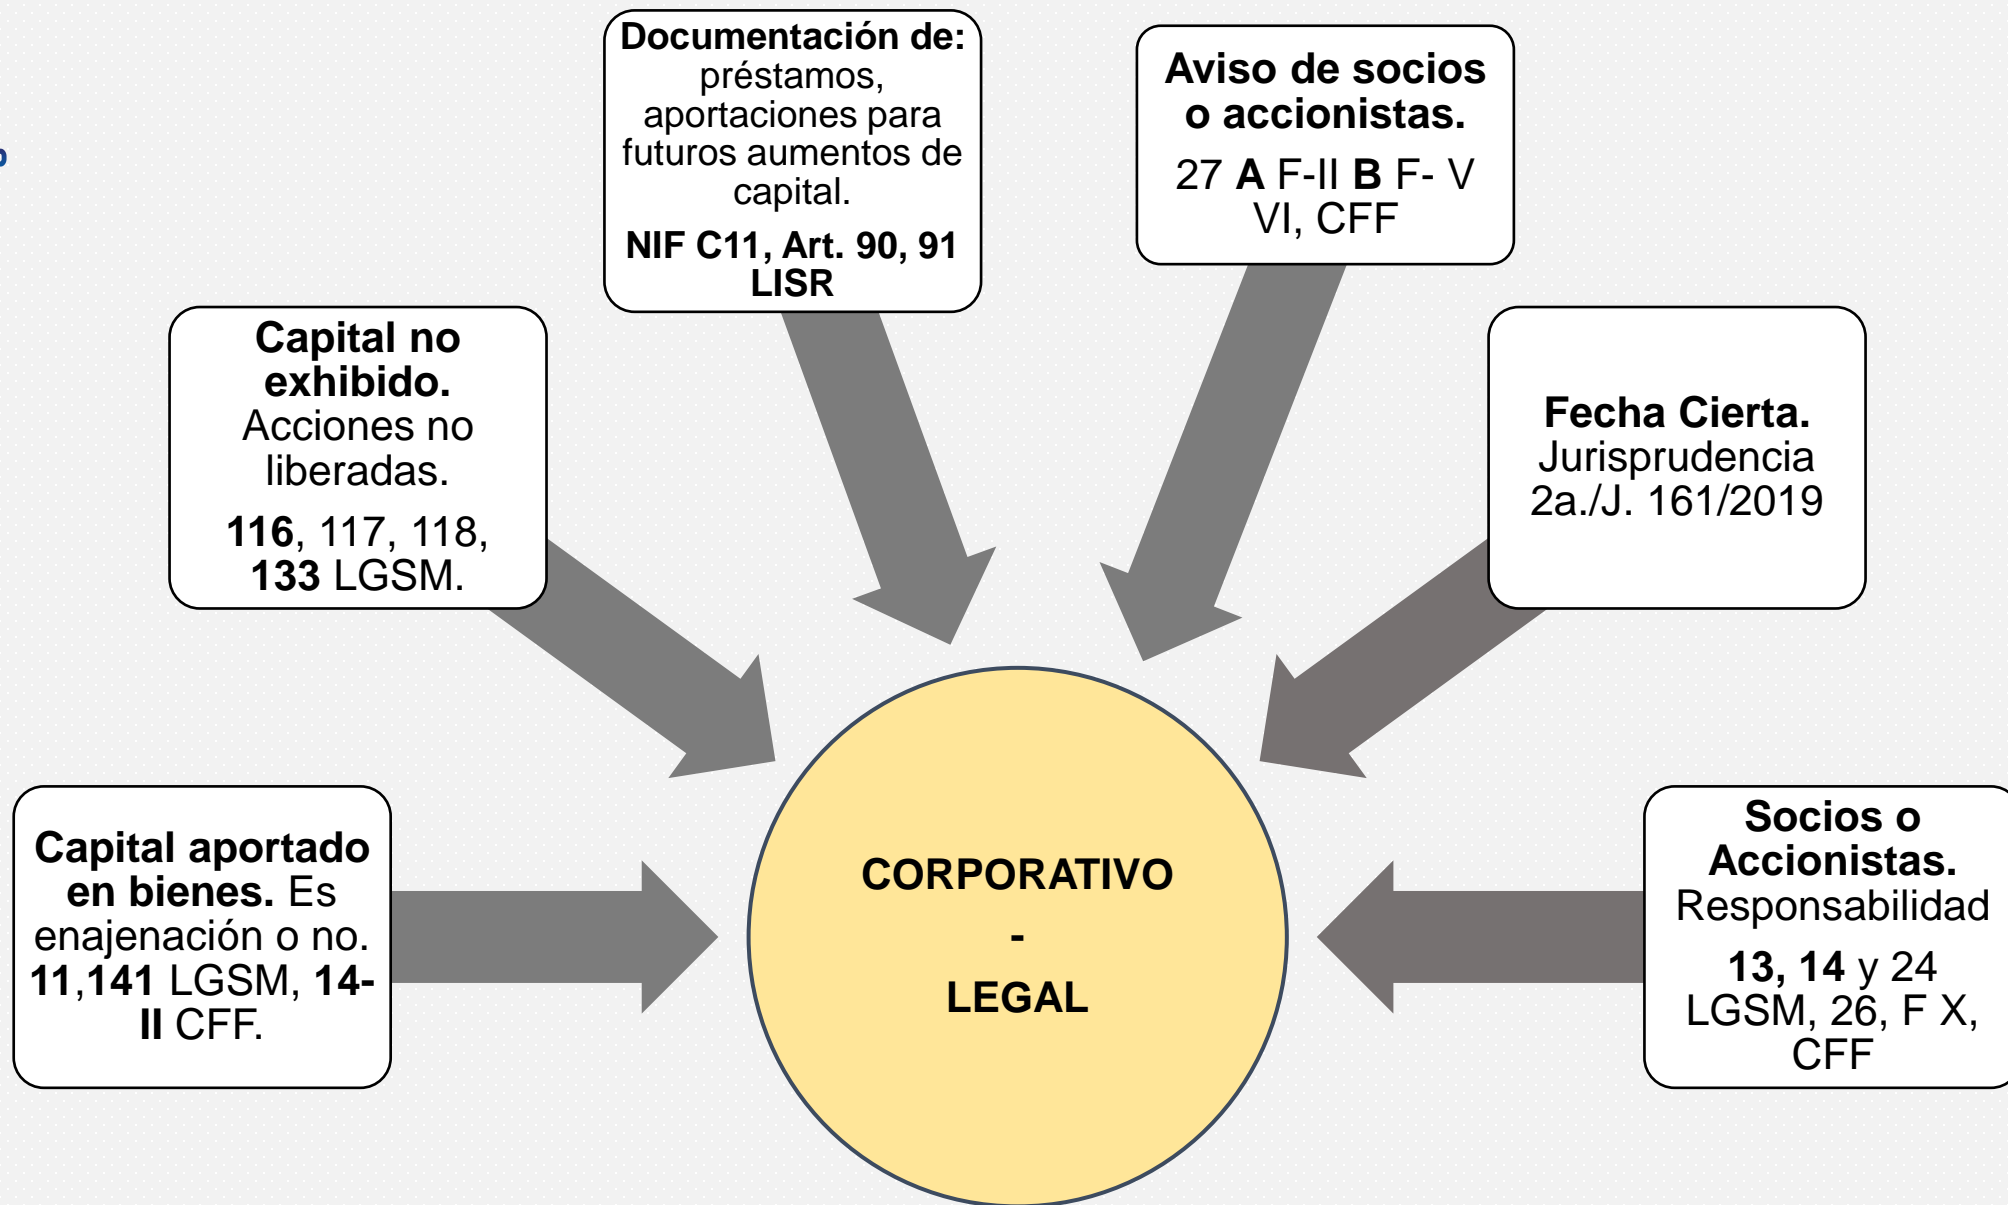 Documentación de:
préstamos,
aportaciones para
futuros aumentos de
capital.
NIF C11, Art. 90, 91
LISR
Aviso de socios
o accionistas.
27 A F-II B F- V
VI, CFF
Capital no
exhibido.
Acciones no
liberadas.
116, 117, 118,
133 LGSM.
Fecha Cierta.
Jurisprudencia
2a./J. 161/2019
Capital aportado
en bienes. Es
enajenación o no.
11,141 LGSM, 14-
II CFF.
CORPORATIVO
-
LEGAL
Socios o
Accionistas.
Responsabilidad
13, 14 y 24
LGSM, 26, F X,
CFF